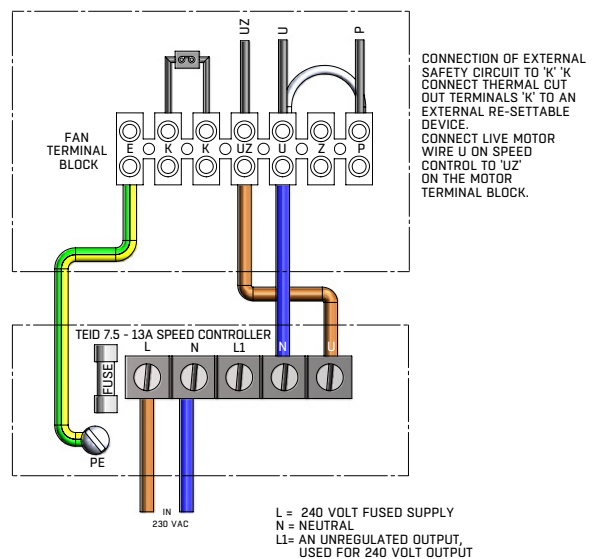 UZ
U
P
CONNECTION OF EXTERNAL
SAFETY CIRCUIT TO 'K' 'K
CONNECT THERMAL CUT
OUT TERMINALS 'K' TO AN
EXTERNAL RE-SETTABLE
DEVICE.
CONNECT LIVE MOTOR
WIRE U ON SPEED
CONTROL TO 'UZ'
ON THE MOTOR
TERMINAL BLOCK.
FAN
TERMINAL
BLOCK
E K K UZ U Z P
TEID 7.5 - 13A SPEED CONTROLLER
L N L1 N U
FUSE
PE
IN
230 VAC
L = 240 VOLT FUSED SUPPLY
N = NEUTRAL
L1= AN UNREGULATED OUTPUT,
USED FOR 240 VOLT OUTPUT